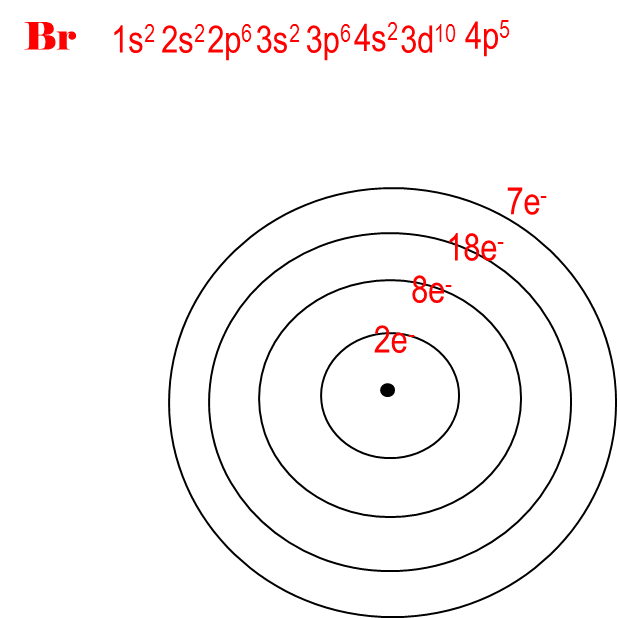 Br 1s² 2s² 2p⁶ 3s² 3p⁶ 4s² 3d¹⁰ 4p⁵
7e⁻
18e⁻
8e⁻
2e⁻